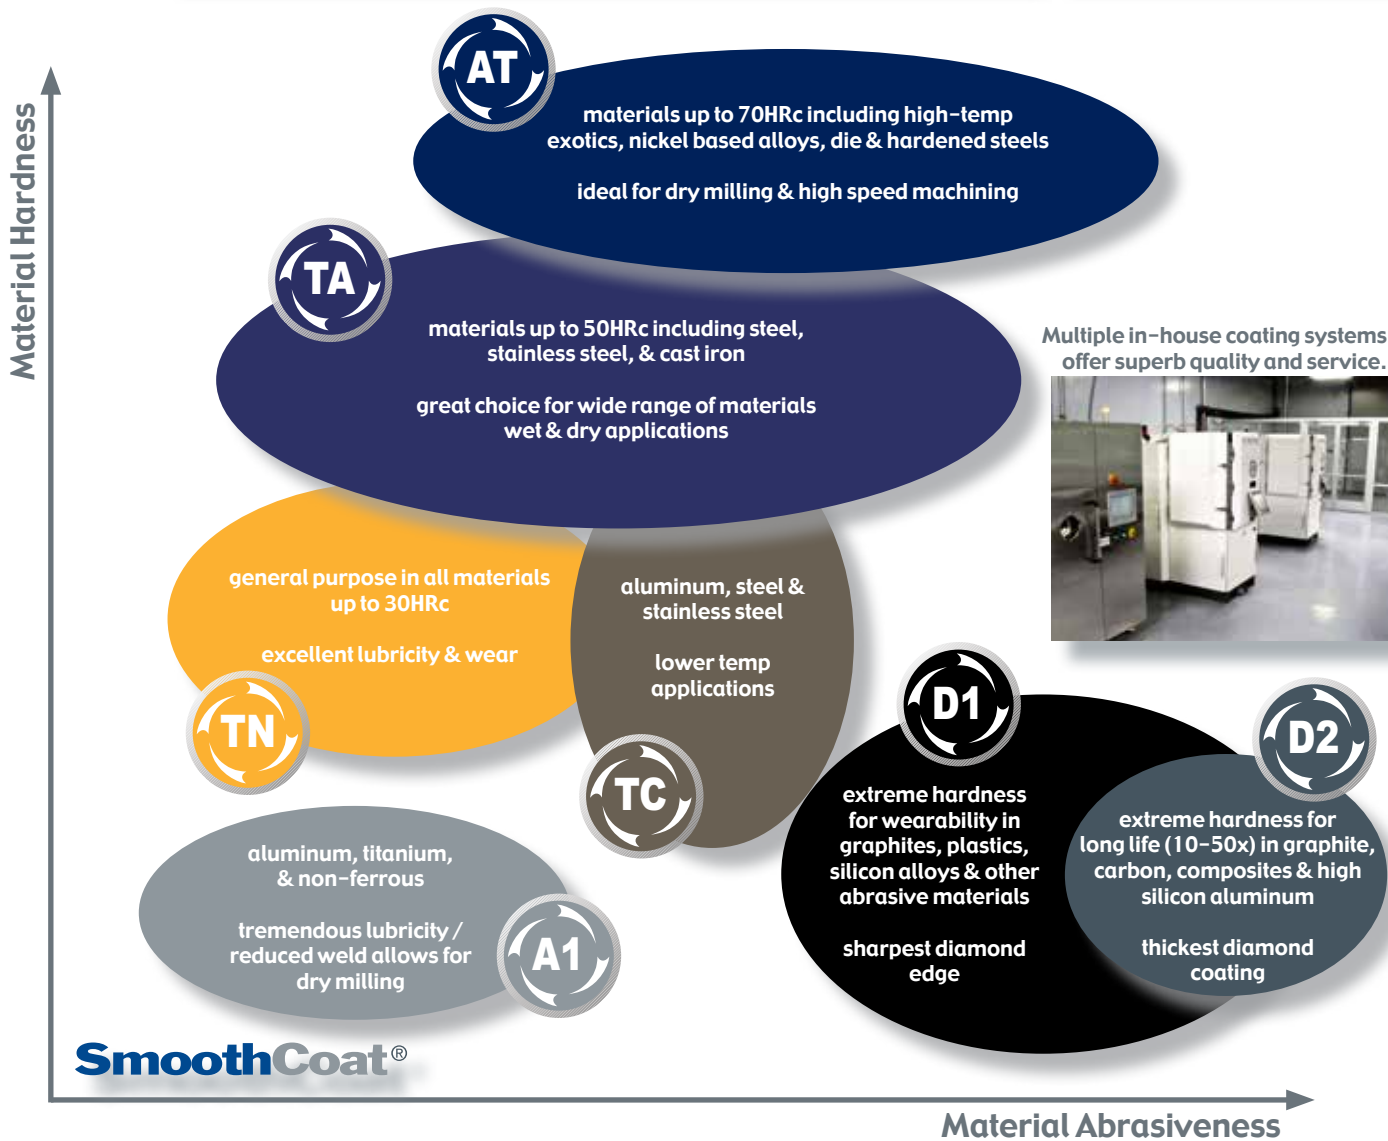 AT
materials up to 70HRc including high-temp
exotics, nickel based alloys, die & hardened steels
ideal for dry milling & high speed machining
Material Hardness
TA
materials up to 50HRc including steel,
stainless steel, & cast iron
great choice for wide range of materials
wet & dry applications
Multiple in-house coating systems
offer superb quality and service.
general purpose in all materials
up to 30HRc
excellent lubricity & wear
TN
aluminum, steel &
stainless steel
lower temp
applications
TC
D1
extreme hardness
for wearability in
graphites, plastics,
silicon alloys & other
abrasive materials
sharpest diamond
edge
D2
extreme hardness for
long life (10-50x) in graphite,
carbon, composites & high
silicon aluminum
thickest diamond
coating
aluminum, titanium,
& non-ferrous
tremendous lubricity /
reduced weld allows for
dry milling
A1
SmoothCoat®
Material Abrasiveness